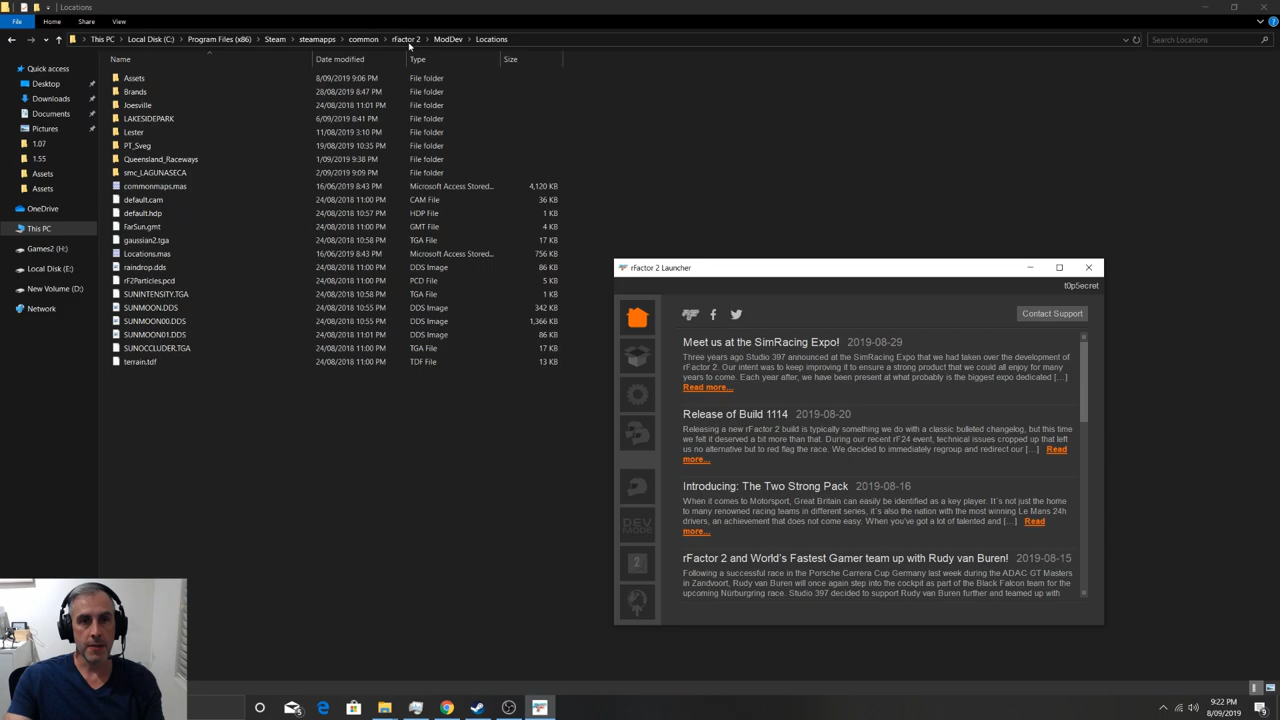 Locations
File
Home
Share
View
This PC
Local Disk (C:)
Program Files (x86)
Steam
steamapps
common
rFactor 2
ModDev
Locations
Search Locations
Name
Date modified
Type
Size
Quick access
Desktop
Downloads
Documents
Pictures
1.07
1.55
Assets
Assets
OneDrive
This PC
Games2 (H:)
Local Disk (E:)
New Volume (D:)
Network
Assets 8/09/2019 9:06 PM File folder
Brands 28/08/2019 8:47 PM File folder
Joesville 24/08/2018 11:01 PM File folder
LAKESIDEPARK 6/09/2019 8:41 PM File folder
Lester 11/08/2019 3:10 PM File folder
PT_Sveg 19/08/2019 10:35 PM File folder
Queensland_Raceways 1/09/2019 9:38 PM File folder
smc_LAGUNASECA 2/09/2019 9:09 PM File folder
commonmaps.mas 16/06/2019 8:43 PM Microsoft Access Stored... 4,120 KB
default.cam 24/08/2018 11:00 PM CAM File 36 KB
default.hdp 24/08/2018 10:57 PM HDP File 1 KB
FarSun.gmt 24/08/2018 11:00 PM GMT File 4 KB
gaussian2.tga 24/08/2018 10:58 PM TGA File 17 KB
Locations.mas 16/06/2019 8:43 PM Microsoft Access Stored... 756 KB
raindrop.dds 24/08/2018 11:00 PM DDS Image 86 KB
rF2Particles.pcd 24/08/2018 11:00 PM PCD File 5 KB
SUNINTENSITY.TGA 24/08/2018 10:58 PM TGA File 1 KB
SUNMOON.DDS 24/08/2018 10:55 PM DDS Image 342 KB
SUNMOON00.DDS 24/08/2018 10:55 PM DDS Image 1,366 KB
SUNMOON01.DDS 24/08/2018 11:01 PM DDS Image 86 KB
SUNOCCLUDER.TGA 24/08/2018 11:00 PM TGA File 17 KB
terrain.tdf 24/08/2018 11:00 PM TDF File 13 KB
rFactor 2 Launcher
t0p5ecret
Contact Support
Meet us at the SimRacing Expo! 2019-08-29
Three years ago Studio 397 announced at the SimRacing Expo that we had taken over the development of
rFactor 2. Our intent was to keep improving it to ensure a strong product that we could all enjoy for many
years to come. Each year after, we have been present at what probably is the biggest expo dedicated [...]
Read more...
Release of Build 1114 2019-08-20
Releasing a new rFactor 2 build is typically something we do with a classic bulleted changelog, but this time
we felt it deserved a bit more than that. During our recent rF24 event, technical issues cropped up that left
us no alternative but to red flag the race. We decided to immediately regroup and redirect our [...] Read
more...
Introducing: The Two Strong Pack 2019-08-16
When it comes to Motorsport, Great Britain can easily be identified as a key player. It's not just the home
to many renowned racing teams in different series, it's also the nation with the most winning Le Mans 24h
drivers, an achievement that does not come easy. When you've got a lot of talented and [...] Read
more...
rFactor 2 and World's Fastest Gamer team up with Rudy van Buren! 2019-08-15
Following a successful race in the Porsche Carrera Cup Germany last week during the ADAC GT Masters
in Zandvoort, Rudy van Buren will once again step into the cockpit as part of the Black Falcon team for the
upcoming Nürburgring race. Studio 397 decided to support Rudy van Buren further and teamed up with
DEV
MODE
2
5
9:22 PM
8/09/2019
9